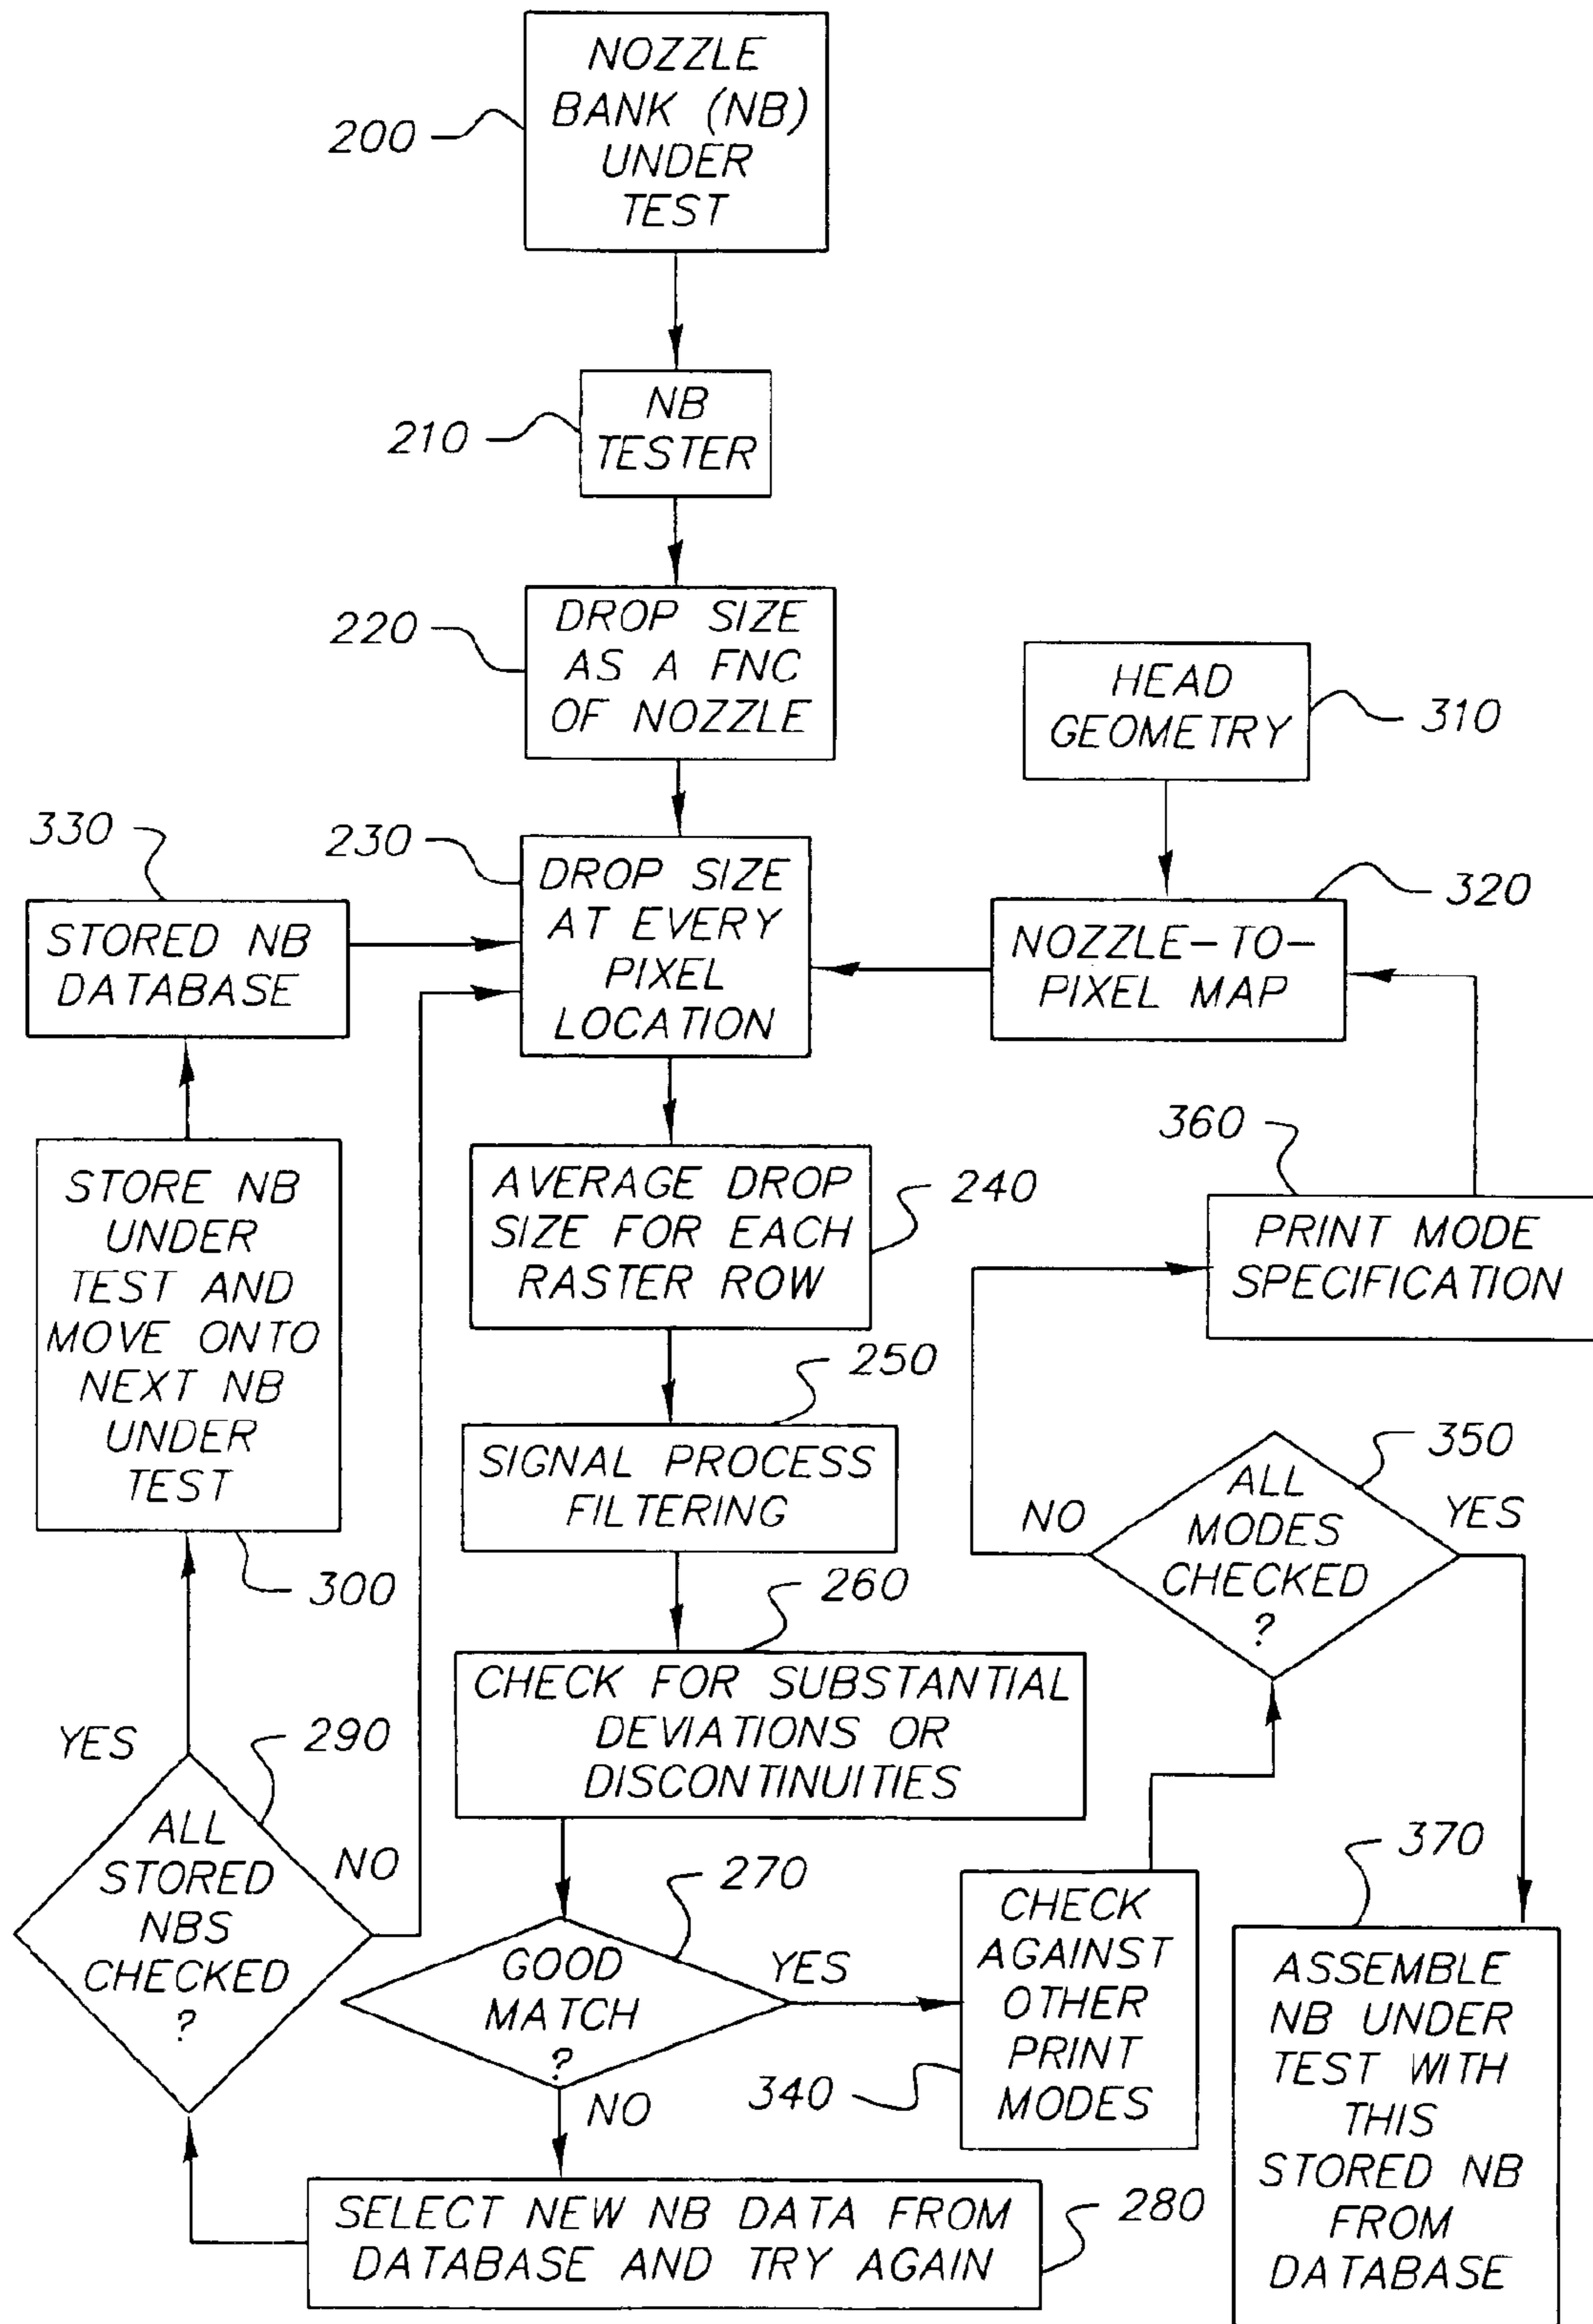 NOZZLE
BANK (NB)
UNDER
TEST
200
NB
TESTER
210
DROP SIZE
AS A FNC
OF NOZZLE
220
HEAD
GEOMETRY
310
330
230
DROP SIZE
AT EVERY
PIXEL
LOCATION
STORED NB
DATABASE
320
NOZZLE-TO-
PIXEL MAP
STORE NB
UNDER
TEST AND
MOVE ONTO
NEXT NB
UNDER
TEST
300
AVERAGE DROP
SIZE FOR EACH
RASTER ROW
240
360
PRINT MODE
SPECIFICATION
250
SIGNAL PROCESS
FILTERING
350
ALL
MODES
CHECKED
?
NO
YES
260
CHECK FOR SUBSTANTIAL
DEVIATIONS OR
DISCONTINUITIES
YES
290
ALL
STORED
NBS
CHECKED
?
NO
270
GOOD
MATCH
?
YES
NO
CHECK
AGAINST
OTHER
PRINT
MODES
340
370
ASSEMBLE
NB UNDER
TEST WITH
THIS
STORED NB
FROM
DATABASE
SELECT NEW NB DATA FROM
DATABASE AND TRY AGAIN
280